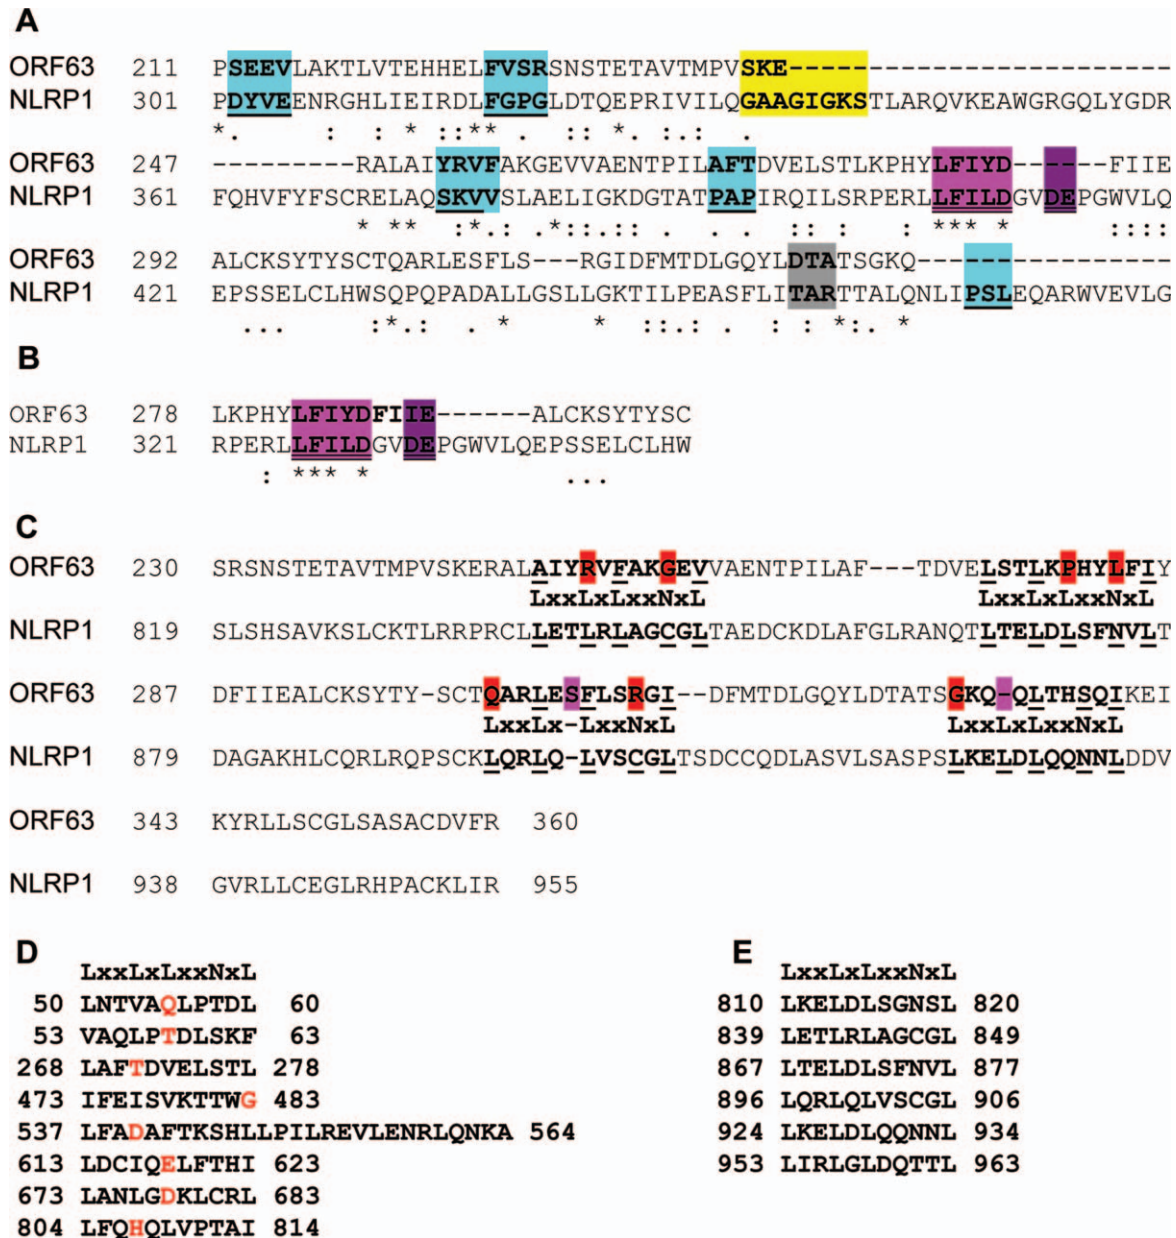 A
ORF63 211 PSEEVLAKTLVTEHHELFVSRSNSTETAVTMPVSKE------------------------
NLRP1 301 PDYVEENRGHLIEIRDLFGPGLDTQEPRIVILQGAAGIGKSTLARQVKEAWGRGQLYGDR
*. : : * ::** . :: *. :.: .
ORF63 247 ---------RALAIYRVFAKGEVVAENTPILAFTDVELSTLKPHYLFIYD------FIIE
NLRP1 361 FQHVFYFSCRELAQSKVVSLAELIGKDGTATPAPIRQILSRPERLLFILDGVDEPGWVLQ
* ** :*.: .*::.:: . . . :: : : : *** * ::::
ORF63 292 ALCKSYTYSCTQARLESFLS---RGIDFMTDLGQYLDTATSGKQ----------------
NLRP1 421 EPSSELCLHWSQPQPADALLGSLLGKTILPEASFLITARTTALQNLIPSLEQARWVEVLG
... :*.: . * * ::.: . : : *:. *
B
ORF63 278 LKPHYLFIYDFIIE------ALCKSYTYSC
NLRP1 321 RPERLLFILDGVDEPGWVLQEPSSELCLHW
: *** * ...
C
ORF63 230 SRSNSTETAVTMPVSKERALAIYRVFAKGEVVAENTPILAF---TDVELSTLKPHYLFIY
LxxLxLxxNxL LxxLxLxxNxL
NLRP1 819 SLSHSAVKSLCKTLRRPRCLLETLRLAGCGLTAEDCKDLAFGLRANQTLTELDLSFNVLT
ORF63 287 DFIIEALCKSYTY-SCTQARLESFLSRGI--DFMTDLGQYLDTATSGKQ-QLTHSQIKEI
LxxLx-LxxNxL LxxLxLxxNxL
NLRP1 879 DAGAKHLCQRLRQPSCKLQRLQ-LVSCGLTSDCCQDLASVLSASPSLKELDLQQNNLDDV
ORF63 343 KYRLLSCGLSASACDVFR 360
NLRP1 938 GVRLLCEGLRHPACKLIR 955
D
LxxLxLxxNxL
50 LNTVAQLPTDL 60
53 VAQLPTDLSKF 63
268 LAFTDVELSTL 278
473 IFEISVKTTWG 483
537 LFADAFTKSHLLPILREVLENRLQNKA 564
613 LDCIQELFTHI 623
673 LANLGDKLCRL 683
804 LFQHQLVPTAI 814
E
LxxLxLxxNxL
810 LKELDLSGNSL 820
839 LETLRLAGCGL 849
867 LTELDLSFNVL 877
896 LQRLQLVSCGL 906
924 LKELDLQQNNL 934
953 LIRLGLDQTTL 963